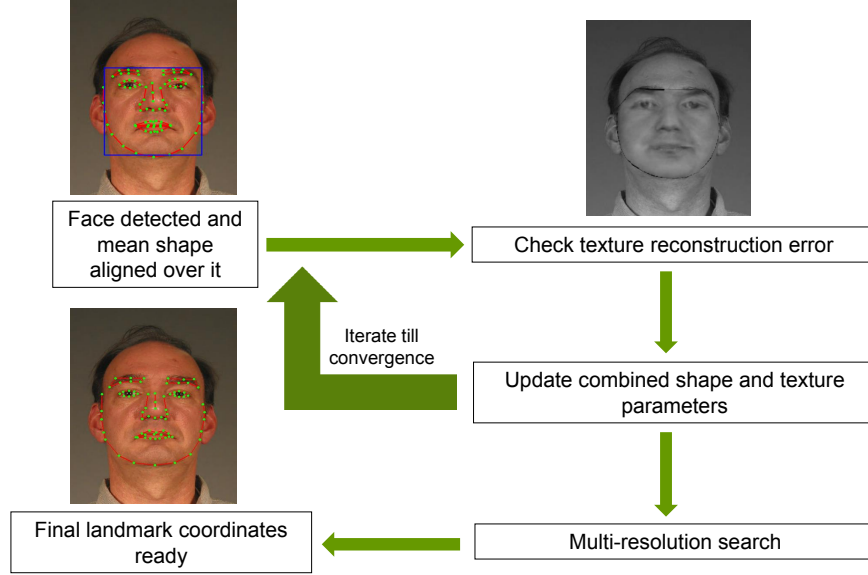 Face detected and
mean shape
aligned over it
Check texture reconstruction error
Iterate till
convergence
Update combined shape and texture
parameters
Multi-resolution search
Final landmark coordinates
ready